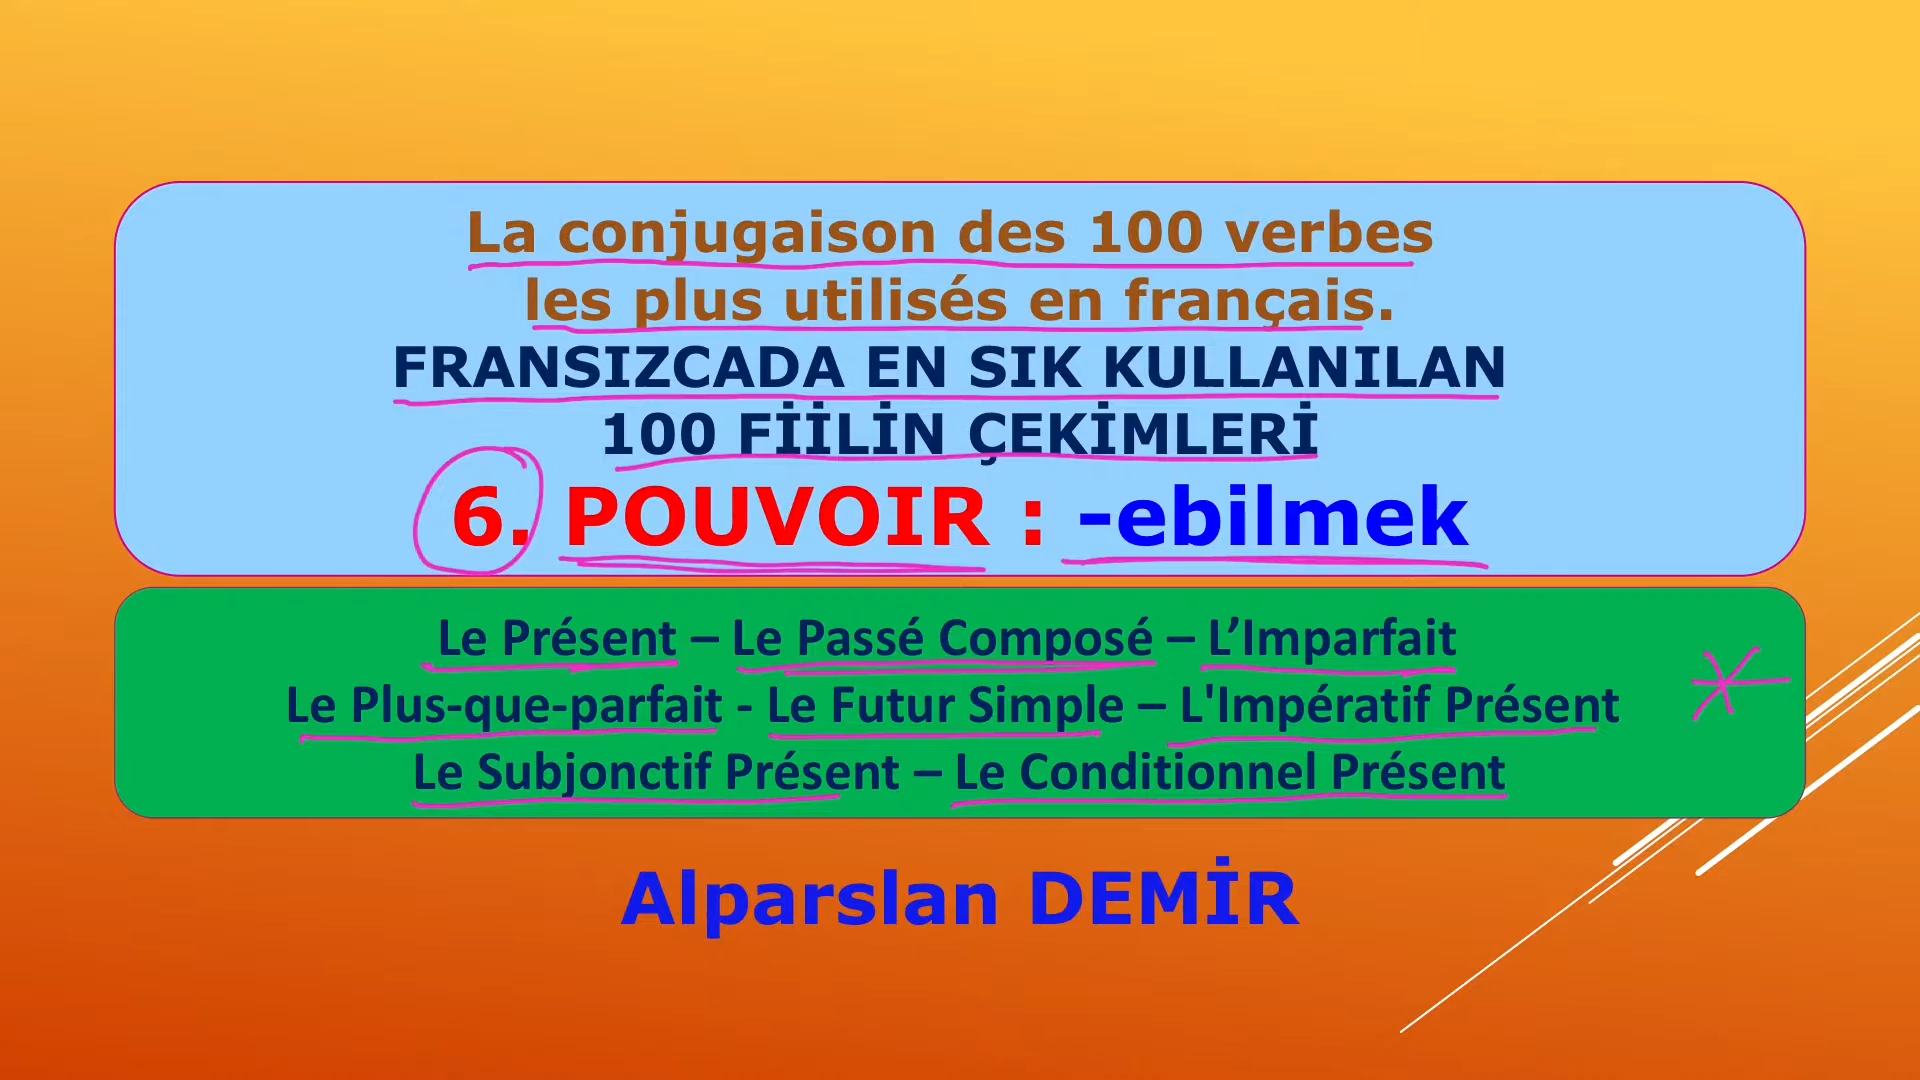 La conjugaison des 100 verbes
les plus utilisés en français.
FRANSIZCADA EN SIK KULLANILAN
100 FİİLİN ÇEKİMLERİ
6. POUVOIR : -ebilmek
Le Présent – Le Passé Composé – L’Imparfait
Le Plus-que-parfait - Le Futur Simple – L'Impératif Présent
Le Subjonctif Présent – Le Conditionnel Présent
Alparslan DEMİR